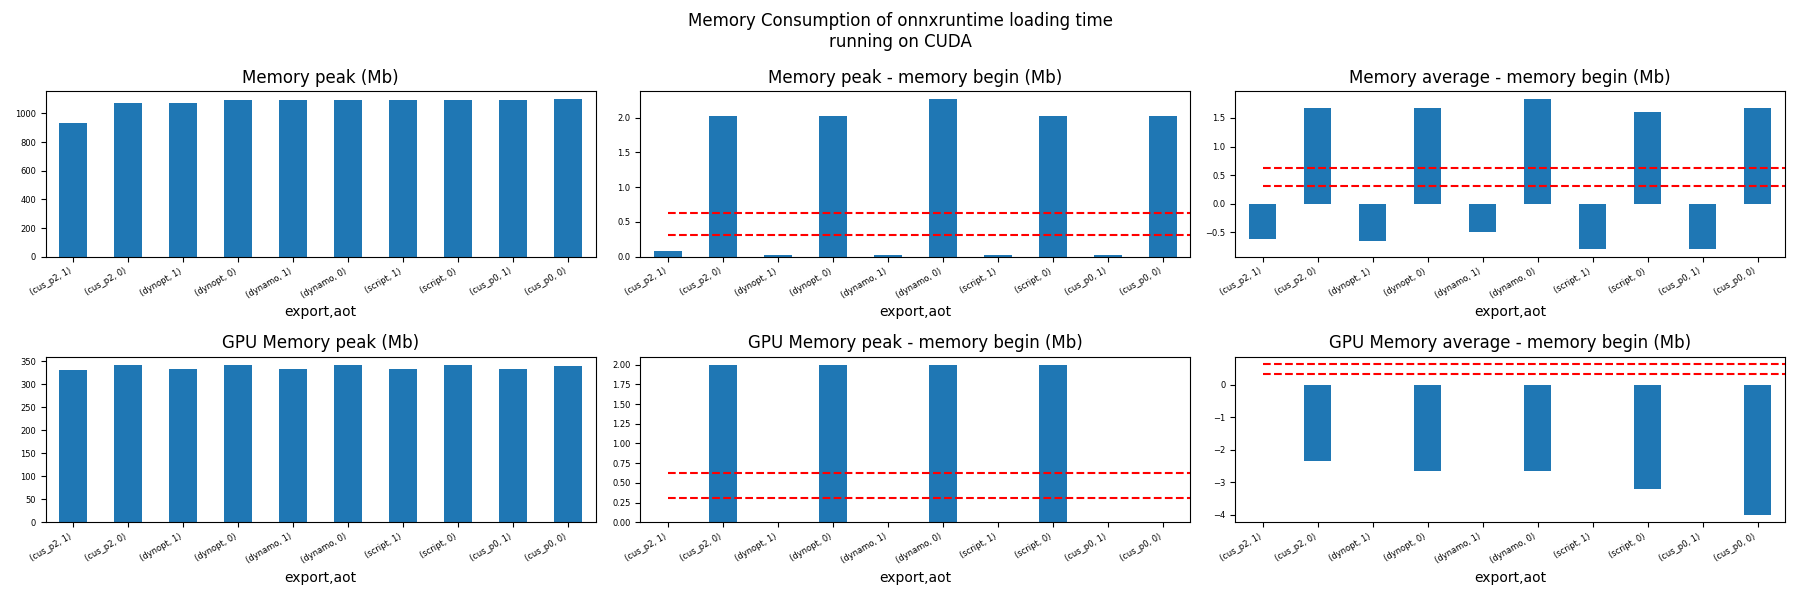 Memory Consumption of onnxruntime loading time
running on CUDA
Memory peak (Mb)
1000
800
600
400
200
0
(cus_p2, 1)
(cus_p2, 0)
(dynopt, 1)
(dynopt, 0)
(dynamo, 1)
(dynamo, 0)
(script, 1)
(script, 0)
(cus_p0, 1)
(cus_p0, 0)
export,aot
Memory peak - memory begin (Mb)
2.0
1.5
1.0
0.5
0.0
(cus_p2, 1)
(cus_p2, 0)
(dynopt, 1)
(dynopt, 0)
(dynamo, 1)
(dynamo, 0)
(script, 1)
(script, 0)
(cus_p0, 1)
(cus_p0, 0)
export,aot
Memory average - memory begin (Mb)
1.5
1.0
0.5
0.0
−0.5
(cus_p2, 1)
(cus_p2, 0)
(dynopt, 1)
(dynopt, 0)
(dynamo, 1)
(dynamo, 0)
(script, 1)
(script, 0)
(cus_p0, 1)
(cus_p0, 0)
export,aot
GPU Memory peak (Mb)
350
300
250
200
150
100
50
0
(cus_p2, 1)
(cus_p2, 0)
(dynopt, 1)
(dynopt, 0)
(dynamo, 1)
(dynamo, 0)
(script, 1)
(script, 0)
(cus_p0, 1)
(cus_p0, 0)
export,aot
GPU Memory peak - memory begin (Mb)
2.00
1.75
1.50
1.25
1.00
0.75
0.50
0.25
0.00
(cus_p2, 1)
(cus_p2, 0)
(dynopt, 1)
(dynopt, 0)
(dynamo, 1)
(dynamo, 0)
(script, 1)
(script, 0)
(cus_p0, 1)
(cus_p0, 0)
export,aot
GPU Memory average - memory begin (Mb)
0
−1
−2
−3
−4
(cus_p2, 1)
(cus_p2, 0)
(dynopt, 1)
(dynopt, 0)
(dynamo, 1)
(dynamo, 0)
(script, 1)
(script, 0)
(cus_p0, 1)
(cus_p0, 0)
export,aot